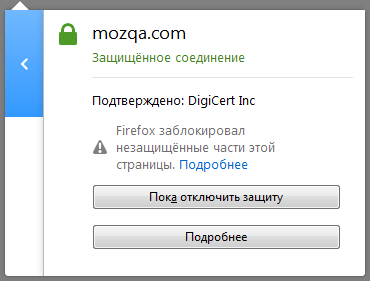 mozqa.com
Защищённое соединение
Подтверждено: DigiCert Inc
Firefox заблокировал
незащищённые части этой
страницы. Подробнее
Пока отключить защиту
Подробнее